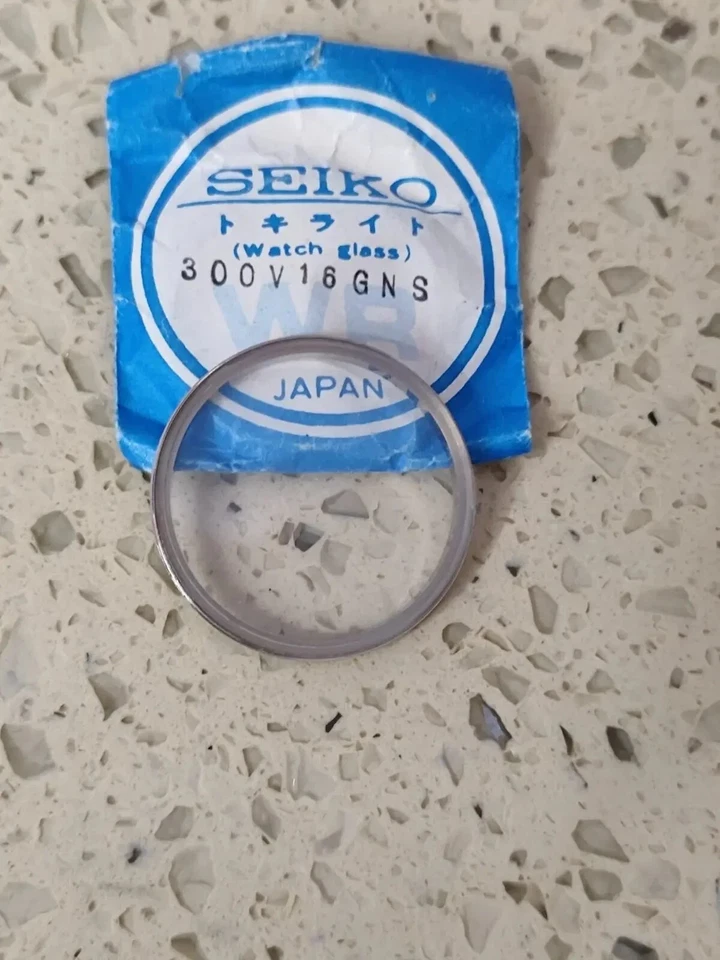 SEIKO
トキライト
(Watch glass)
300V16GNS
WR
JAPAN